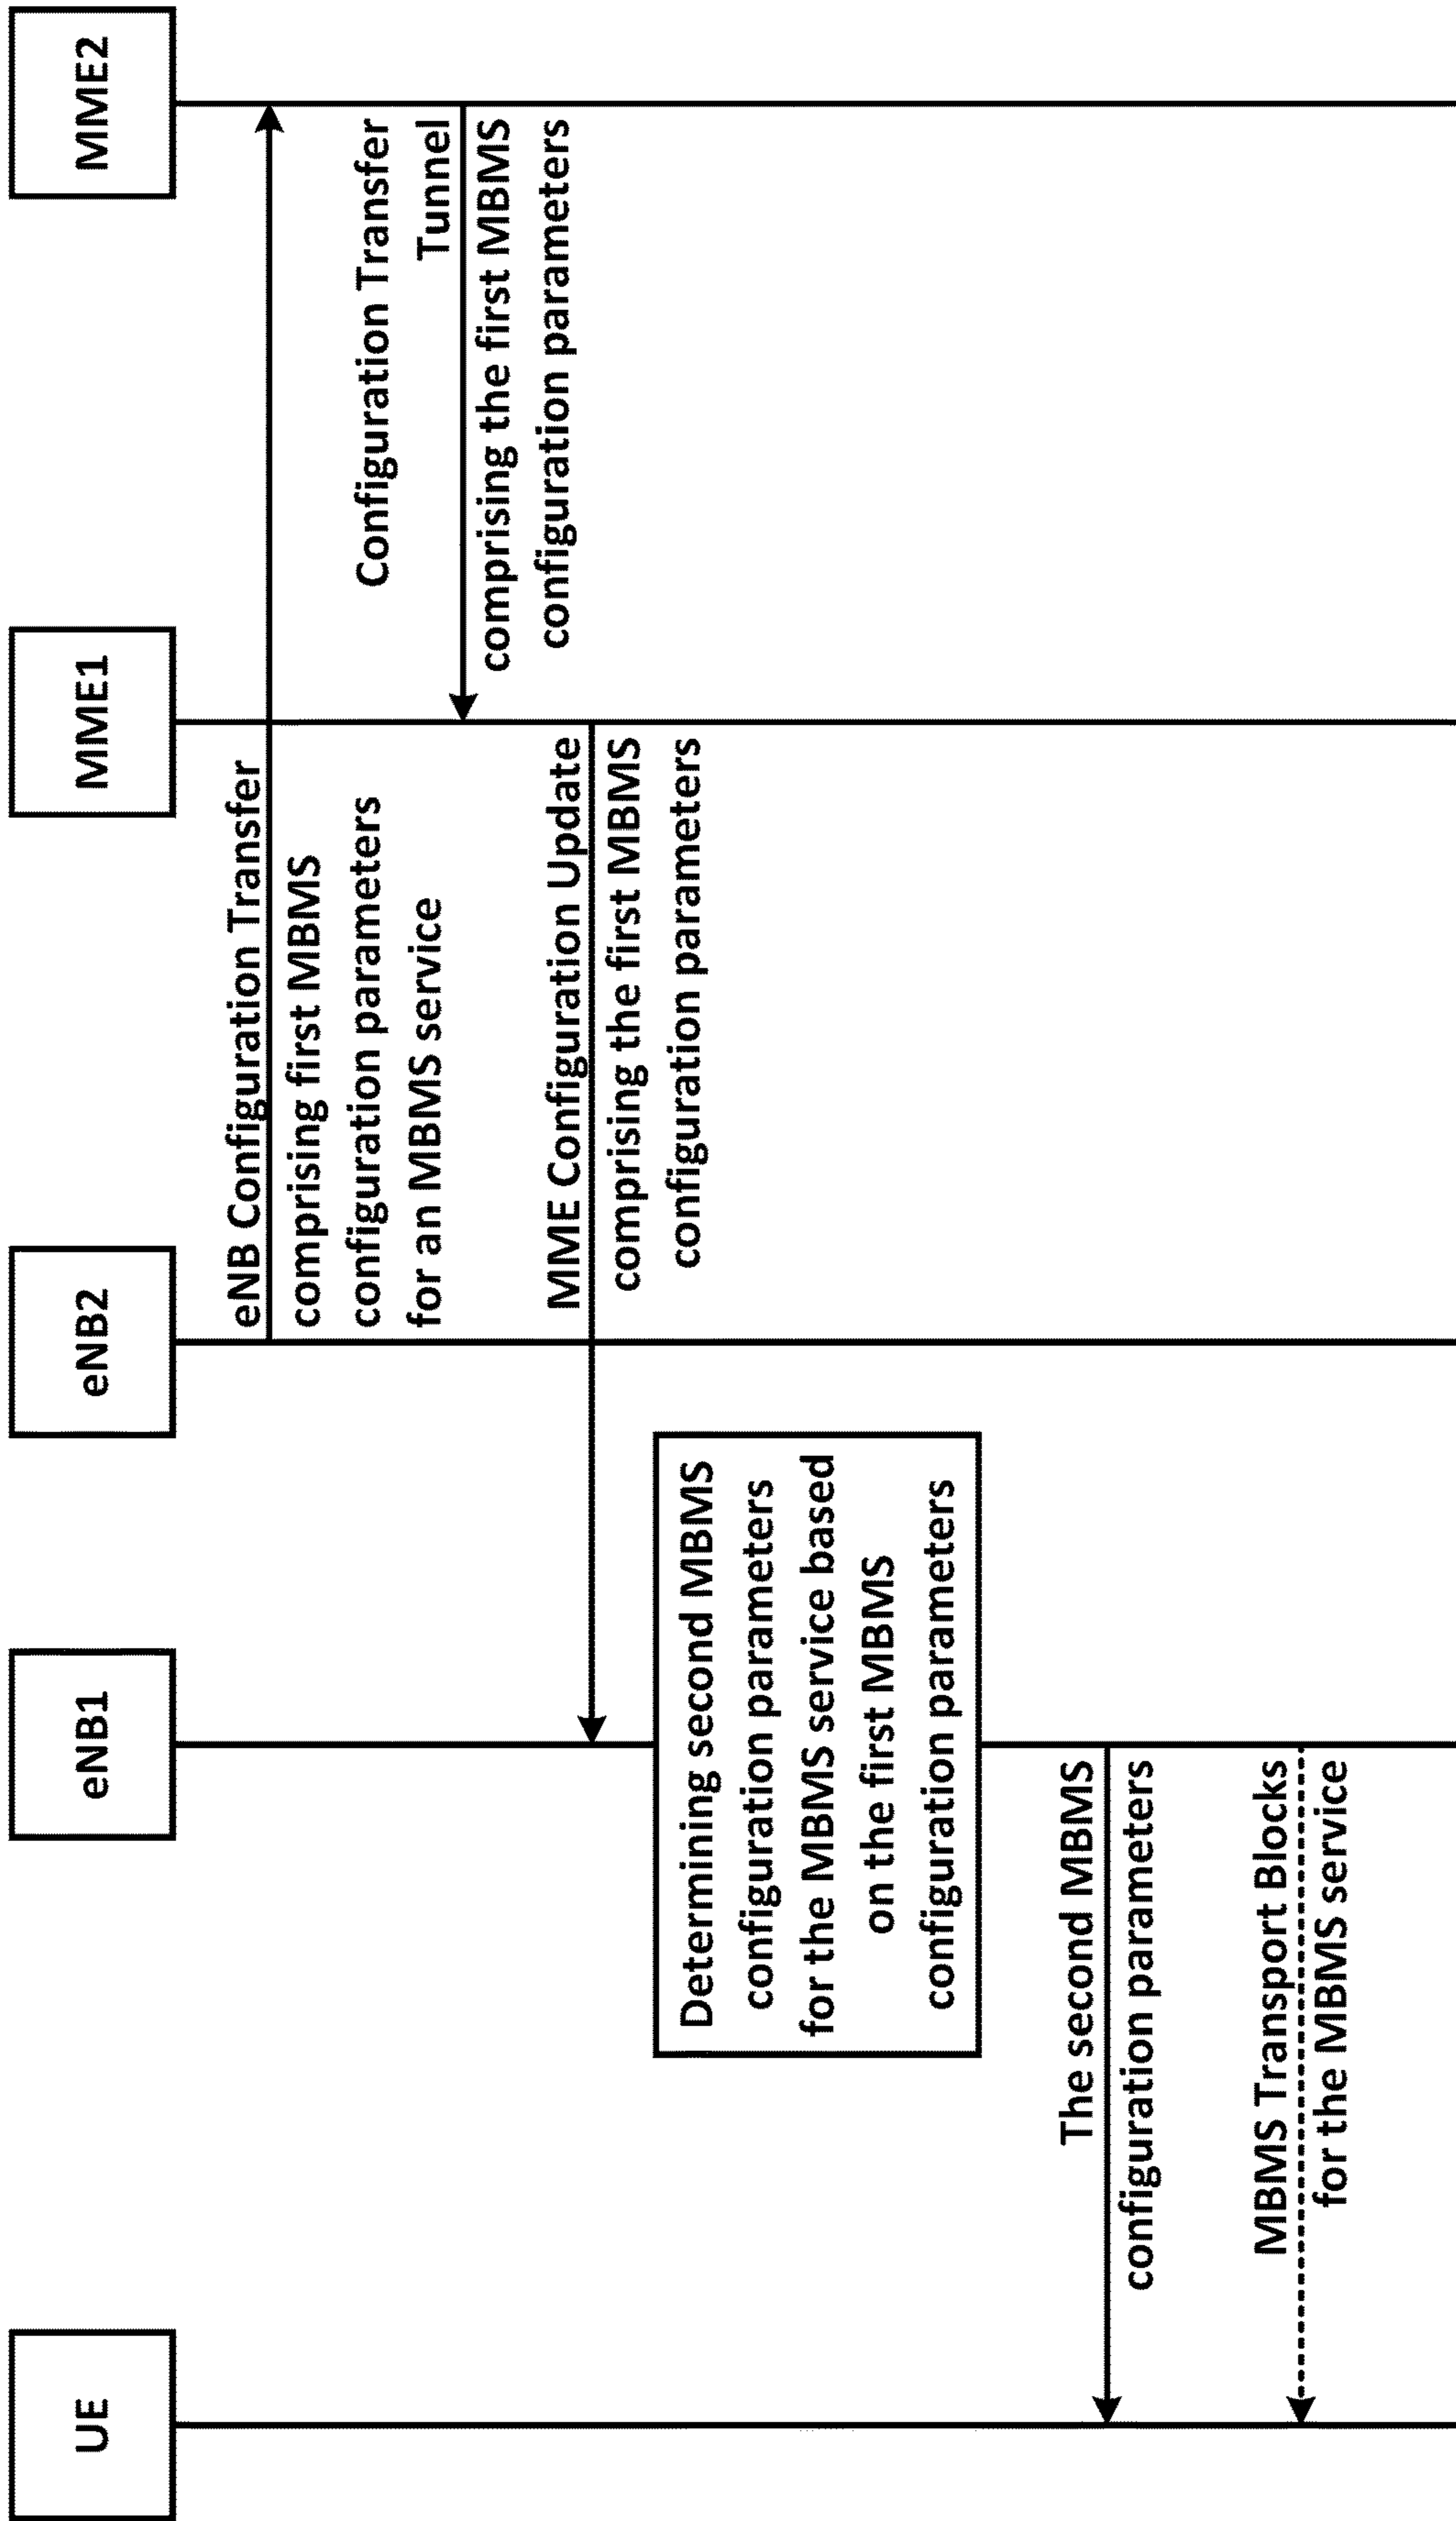 UE
eNB1
eNB2
MME1
MME2
eNB Configuration Transfer
comprising first MBMS
configuration parameters
for an MBMS service
Configuration Transfer
Tunnel
comprising the first MBMS
configuration parameters
MME Configuration Update
comprising the first MBMS
configuration parameters
Determining second MBMS
configuration parameters
for the MBMS service based
on the first MBMS
configuration parameters
The second MBMS
configuration parameters
MBMS Transport Blocks
for the MBMS service